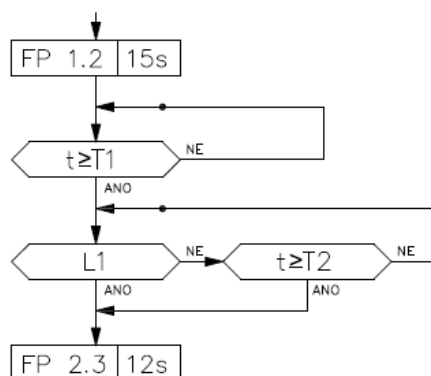 FP 1.2 15s
NE
t≥T1
ANO
NE NE
L1 t≥T2
ANO ANO
FP 2.3 12s